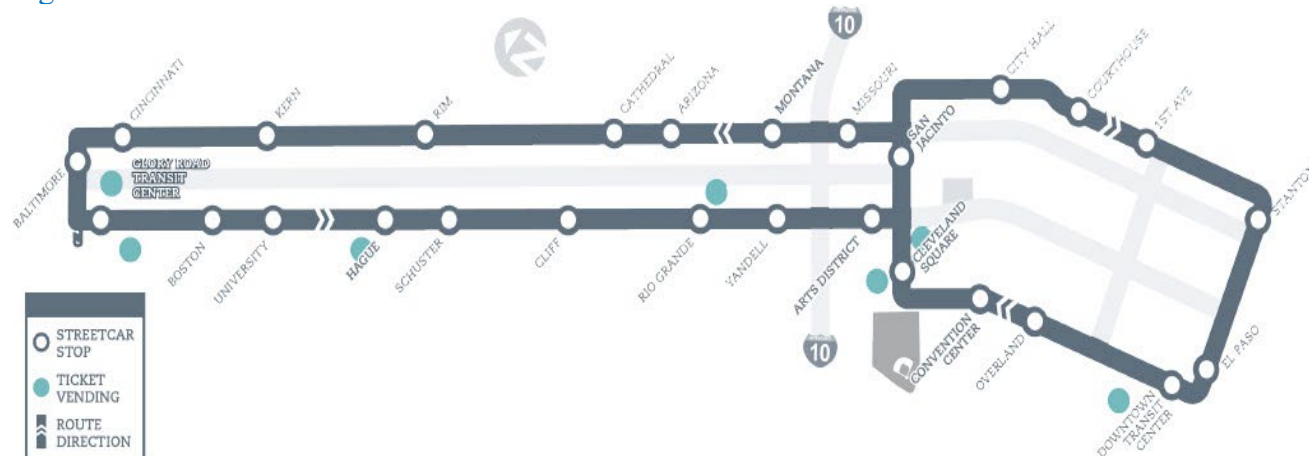 10
CINCINNATI
KERN
RIM
CATHEDRAL
ARIZONA
MONTANA
MISSOURI
SAN
JACINTO
CITY HALL
COURTHOUSE
1ST AVE
STANTON
BALTIMORE
GLORY ROAD
TRANSIT
CENTER
BOSTON
UNIVERSITY
HAGUE
SCHUSTER
CLIFF
RIO GRANDE
YANDELL
ARTS DISTRICT
CLEVELAND
SQUARE
CONVENTION
CENTER
OVERLAND
DOWNTOWN
TRANSIT
CENTER
EL PASO
10
STREETCAR
STOP
TICKET
VENDING
ROUTE
DIRECTION